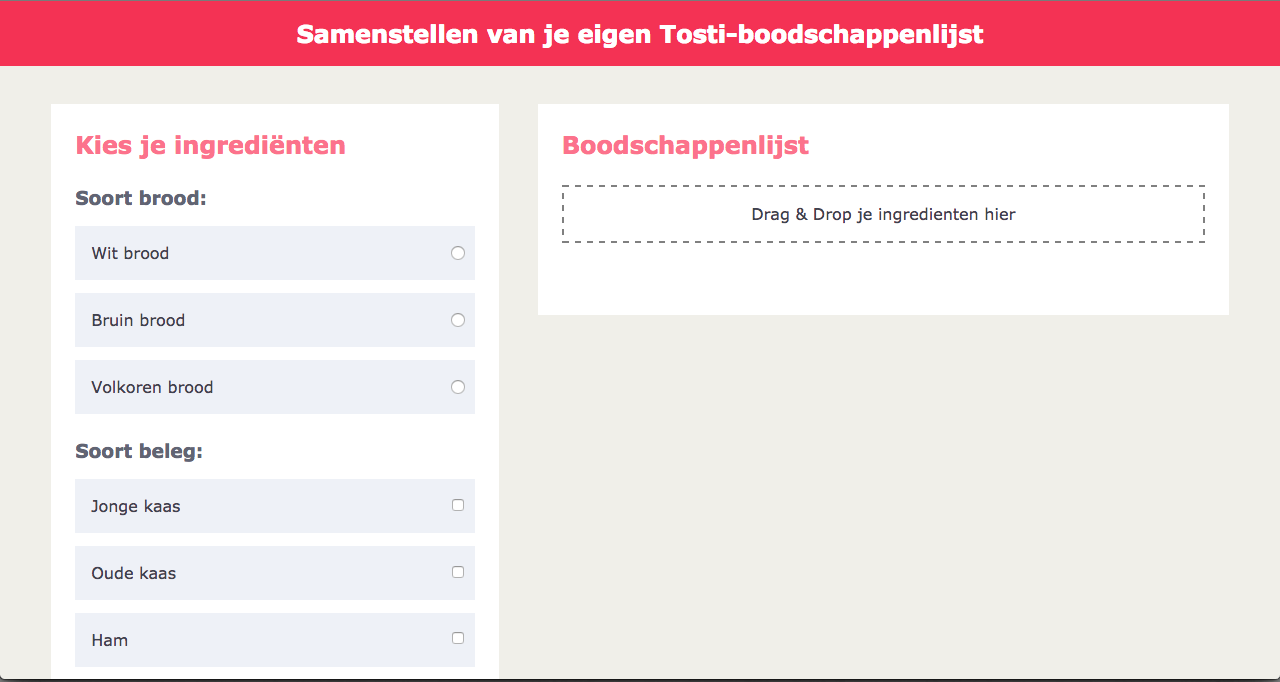 Samenstellen van je eigen Tosti-boodschappenlijst
Kies je ingrediënten
Soort brood:
Wit brood
Bruin brood
Volkoren brood
Soort beleg:
Jonge kaas
Oude kaas
Ham
Boodschappenlijst
Drag & Drop je ingredienten hier